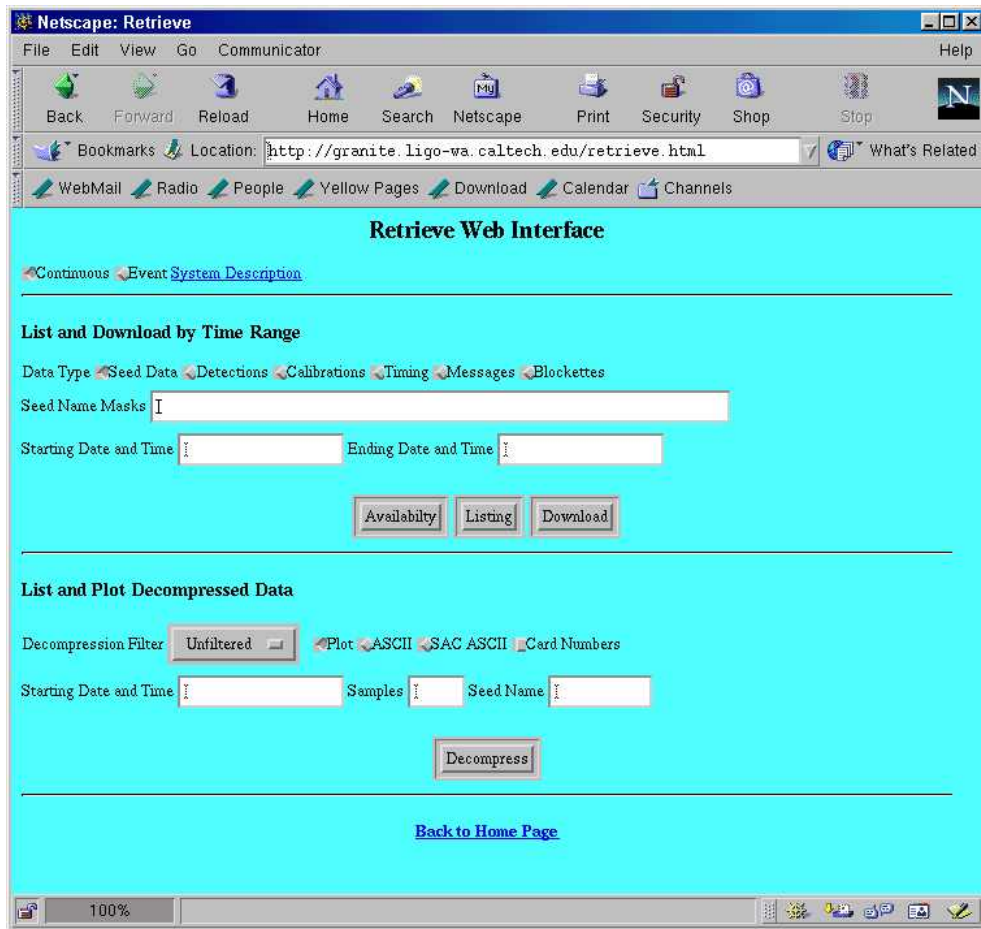 Netscape: Retrieve
File Edit View Go Communicator Help
Back Forward Reload Home Search Netscape Print Security Shop Stop
My
N
Bookmarks Location: http://granite.ligo-wa.caltech.edu/retrieve.html What's Related
WebMail Radio People Yellow Pages Download Calendar Channels
Retrieve Web Interface
Continuous Event System Description
List and Download by Time Range
Data Type Seed Data Detections Calibrations Timing Messages Blockettes
Seed Name Masks
Starting Date and Time Ending Date and Time
Availabilty Listing Download
List and Plot Decompressed Data
Decompression Filter Unfiltered Plot ASCII SAC ASCII Card Numbers
Starting Date and Time Samples Seed Name
Decompress
Back to Home Page
100%